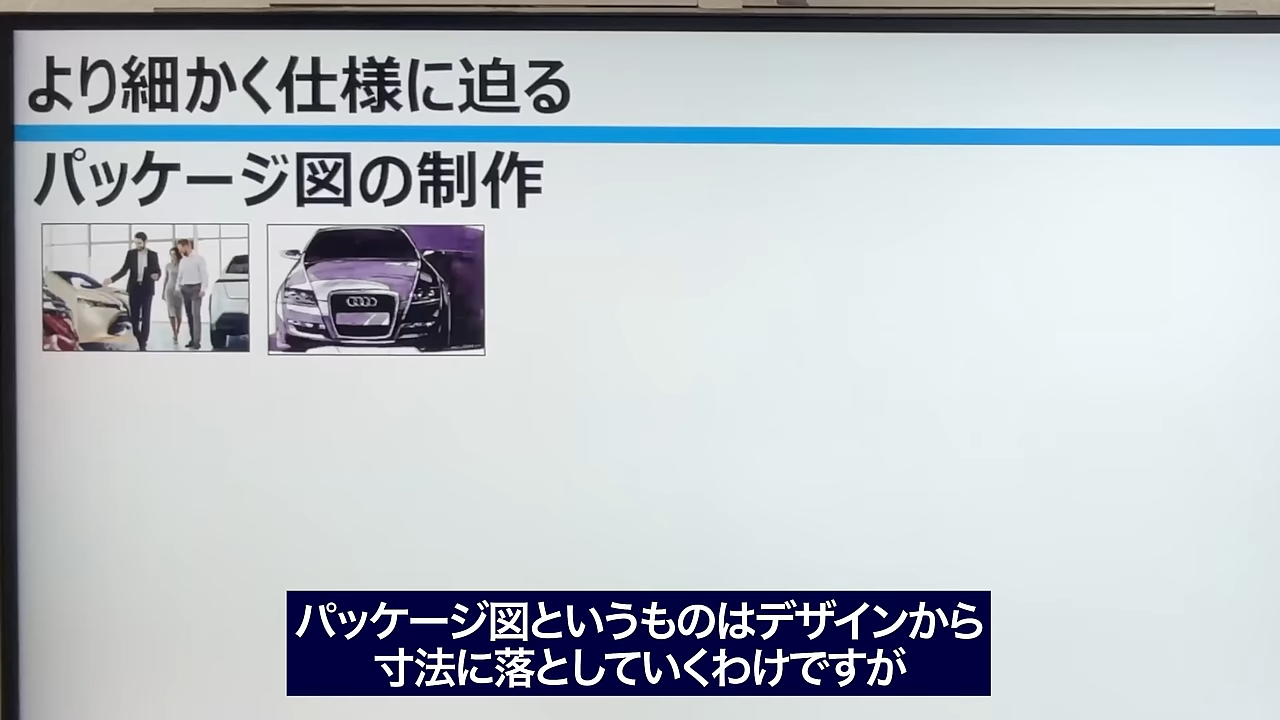 より細かく仕様に迫る
パッケージ図の制作
パッケージ図というものはデザインから
寸法に落としていくわけですが